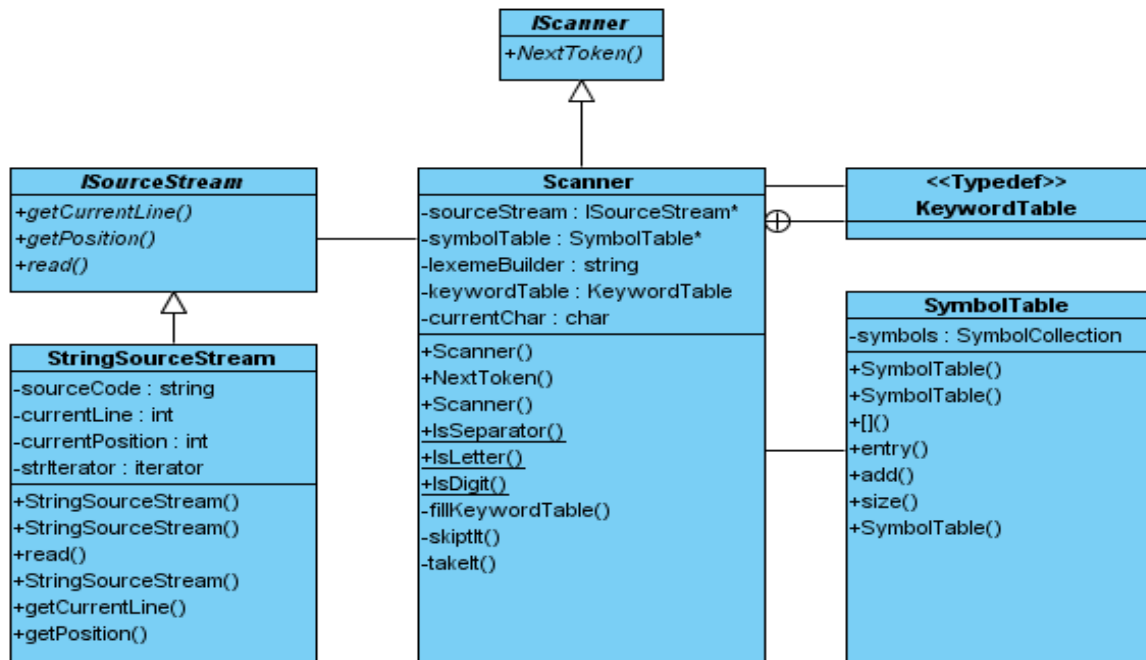 IScanner
+NextToken()
ISourceStream
+getCurrentLine()
+getPosition()
+read()
Scanner
-sourceStream : ISourceStream*
-symbolTable : SymbolTable*
-lexemeBuilder : string
-keywordTable : KeywordTable
-currentChar : char
+Scanner()
+NextToken()
+Scanner()
+IsSeparator()
+IsLetter()
+IsDigit()
-fillKeywordTable()
-skiptIt()
-takeIt()
<<Typedef>>
KeywordTable
StringSourceStream
-sourceCode : string
-currentLine : int
-currentPosition : int
-strIterator : iterator
+StringSourceStream()
+StringSourceStream()
+read()
+StringSourceStream()
+getCurrentLine()
+getPosition()
SymbolTable
-symbols : SymbolCollection
+SymbolTable()
+SymbolTable()
+[]()
+entry()
+add()
+size()
+SymbolTable()